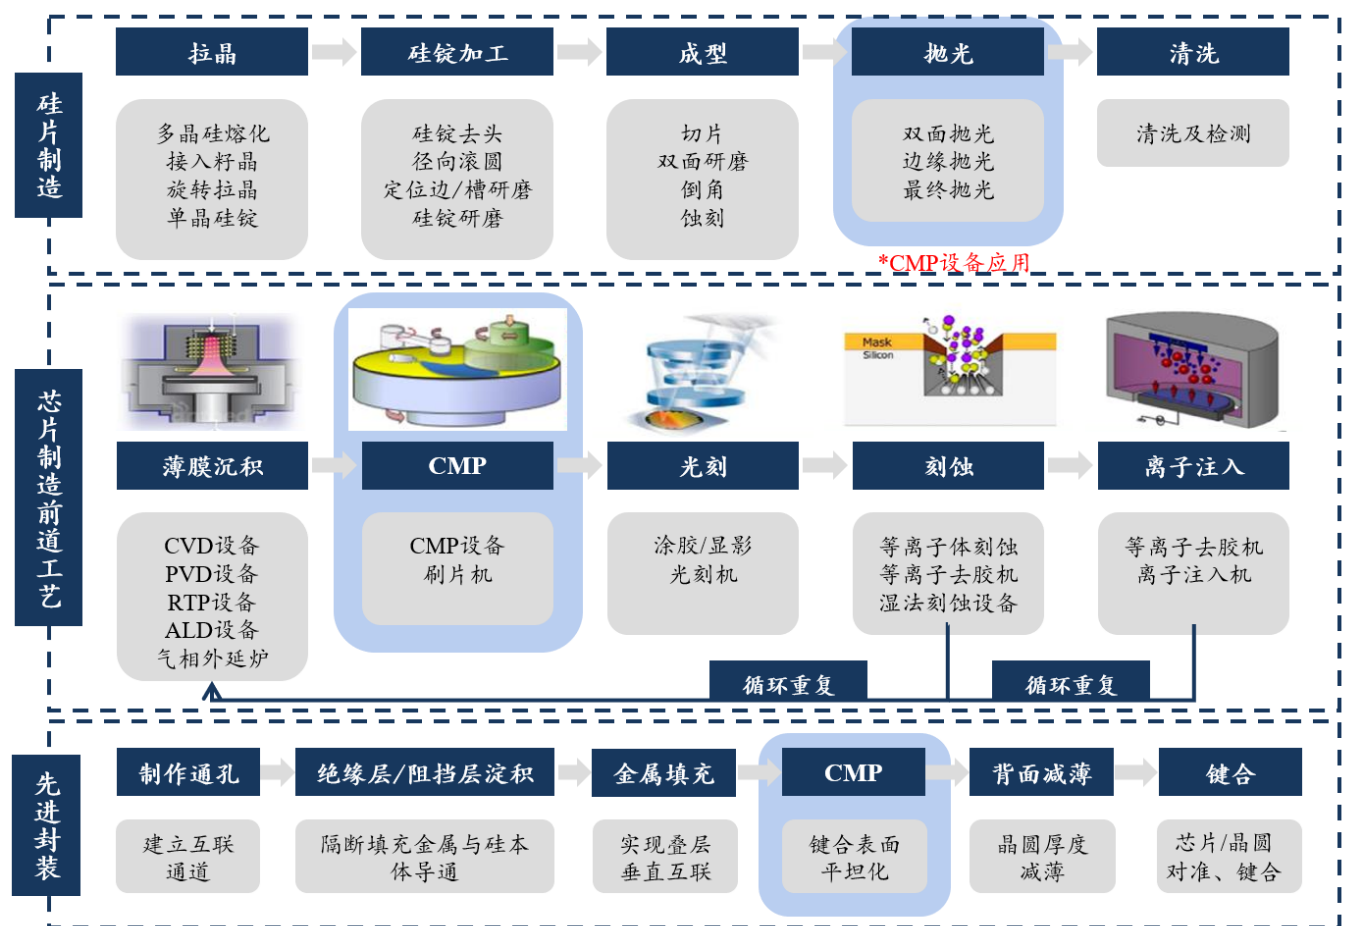 硅片制造
拉晶
硅锭加工
成型
抛光
清洗
多晶硅熔化
接入籽晶
旋转拉晶
单晶硅锭
硅锭去头
径向滚圆
定位边/槽研磨
硅锭研磨
切片
双面研磨
倒角
蚀刻
双面抛光
边缘抛光
最终抛光
清洗及检测
*CMP设备应用
芯片制造前道工艺
Mask
Silicon
薄膜沉积
CMP
光刻
刻蚀
离子注入
CVD设备
PVD设备
RTP设备
ALD设备
气相外延炉
CMP设备
刷片机
涂胶/显影
光刻机
等离子体刻蚀
等离子去胶机
湿法刻蚀设备
等离子去胶机
离子注入机
循环重复
循环重复
先进封装
制作通孔
绝缘层/阻挡层淀积
金属填充
CMP
背面减薄
键合
建立互联
通道
隔断填充金属与硅本
体导通
实现叠层
垂直互联
键合表面
平坦化
晶圆厚度
减薄
芯片/晶圆
对准、键合